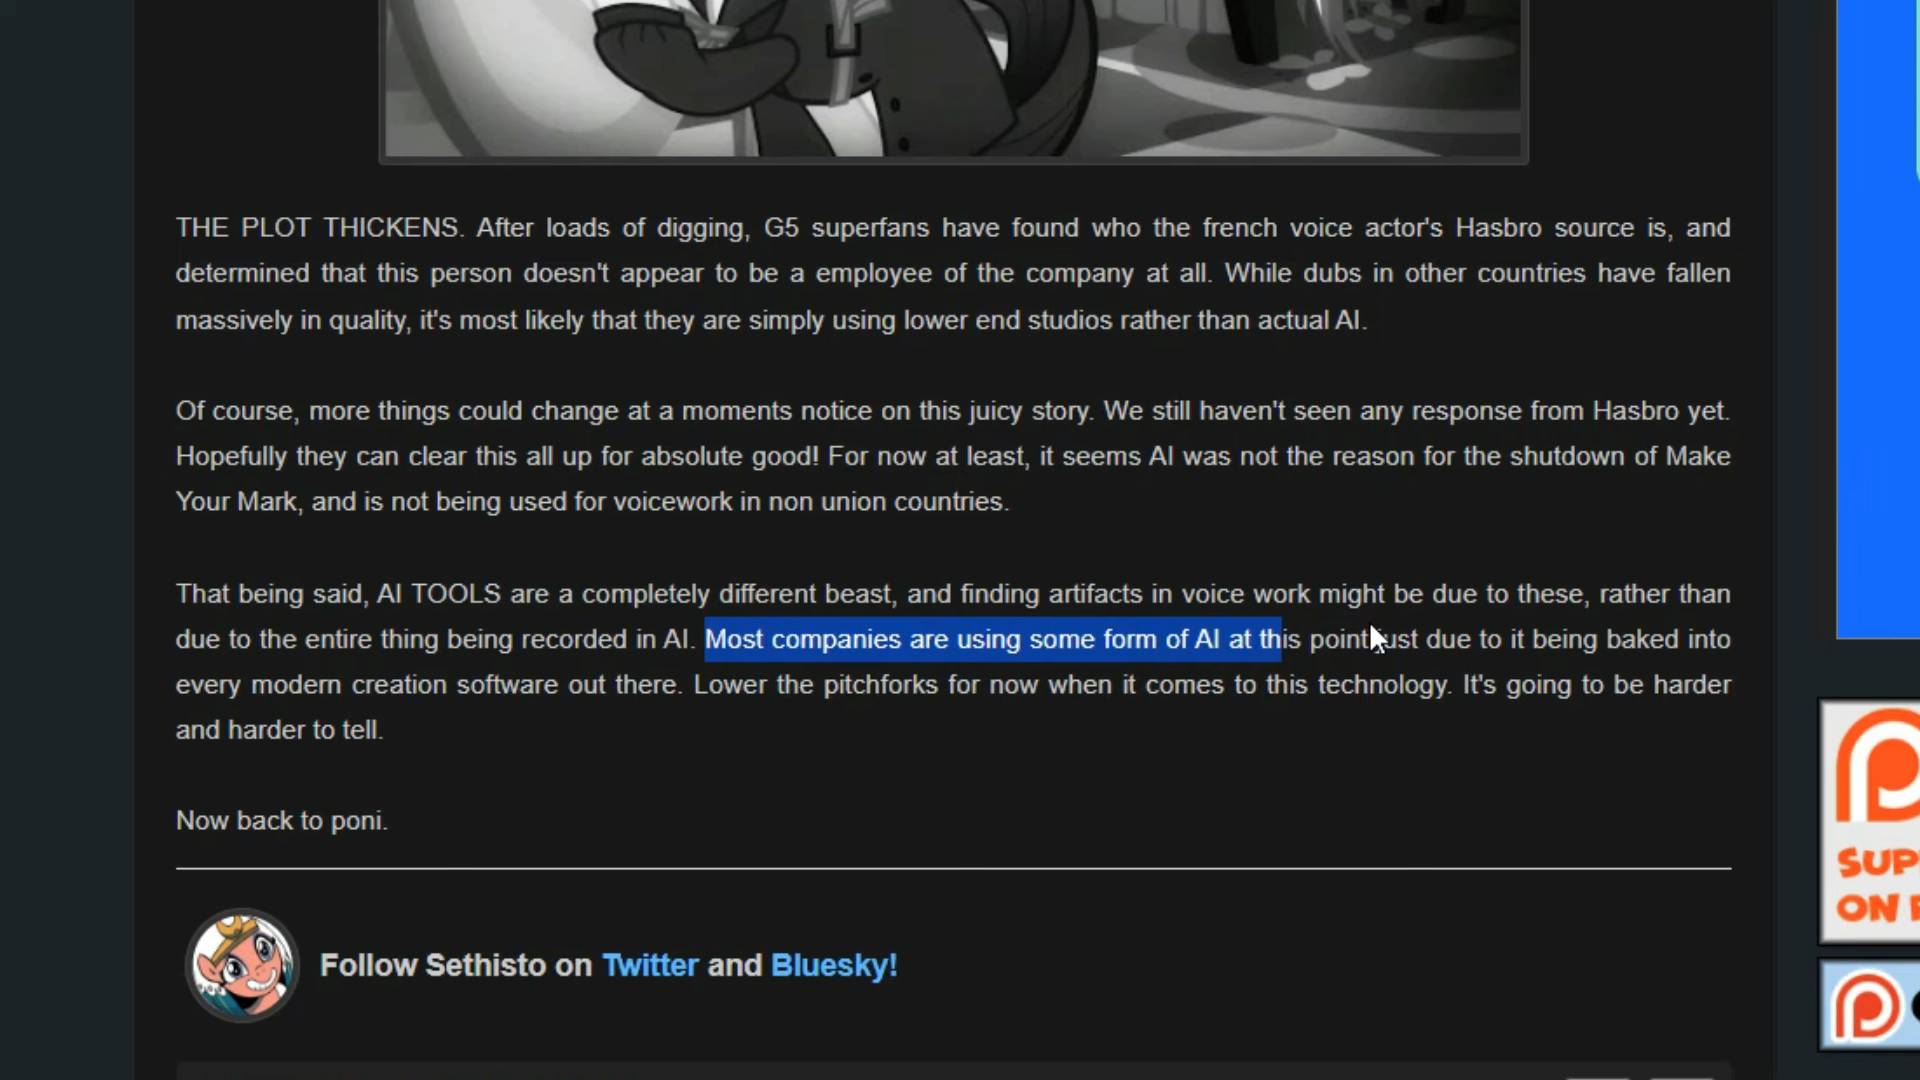 THE PLOT THICKENS. After loads of digging, G5 superfans have found who the french voice actor's Hasbro source is, and
determined that this person doesn't appear to be a employee of the company at all. While dubs in other countries have fallen
massively in quality, it's most likely that they are simply using lower end studios rather than actual AI.
Of course, more things could change at a moments notice on this juicy story. We still haven't seen any response from Hasbro yet.
Hopefully they can clear this all up for absolute good! For now at least, it seems AI was not the reason for the shutdown of Make
Your Mark, and is not being used for voicework in non union countries.
That being said, AI TOOLS are a completely different beast, and finding artifacts in voice work might be due to these, rather than
due to the entire thing being recorded in AI. Most companies are using some form of AI at this point just due to it being baked into
every modern creation software out there. Lower the pitchforks for now when it comes to this technology. It's going to be harder
and harder to tell.
Now back to poni.
Follow Sethisto on Twitter and Bluesky!
ON